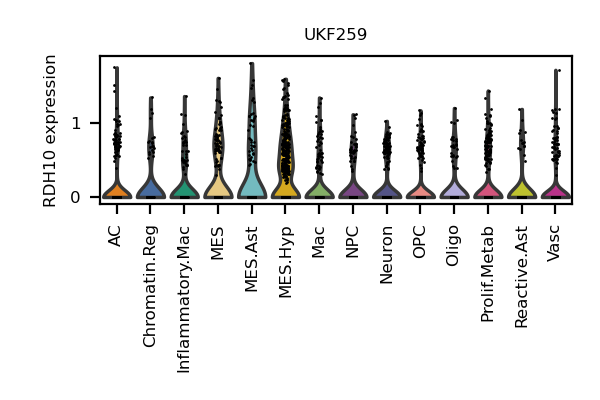 UKF259
RDH10 expression
1
0
AC
Chromatin.Reg
Inflammatory.Mac
MES
MES.Ast
MES.Hyp
Mac
NPC
Neuron
OPC
Oligo
Prolif.Metab
Reactive.Ast
Vasc